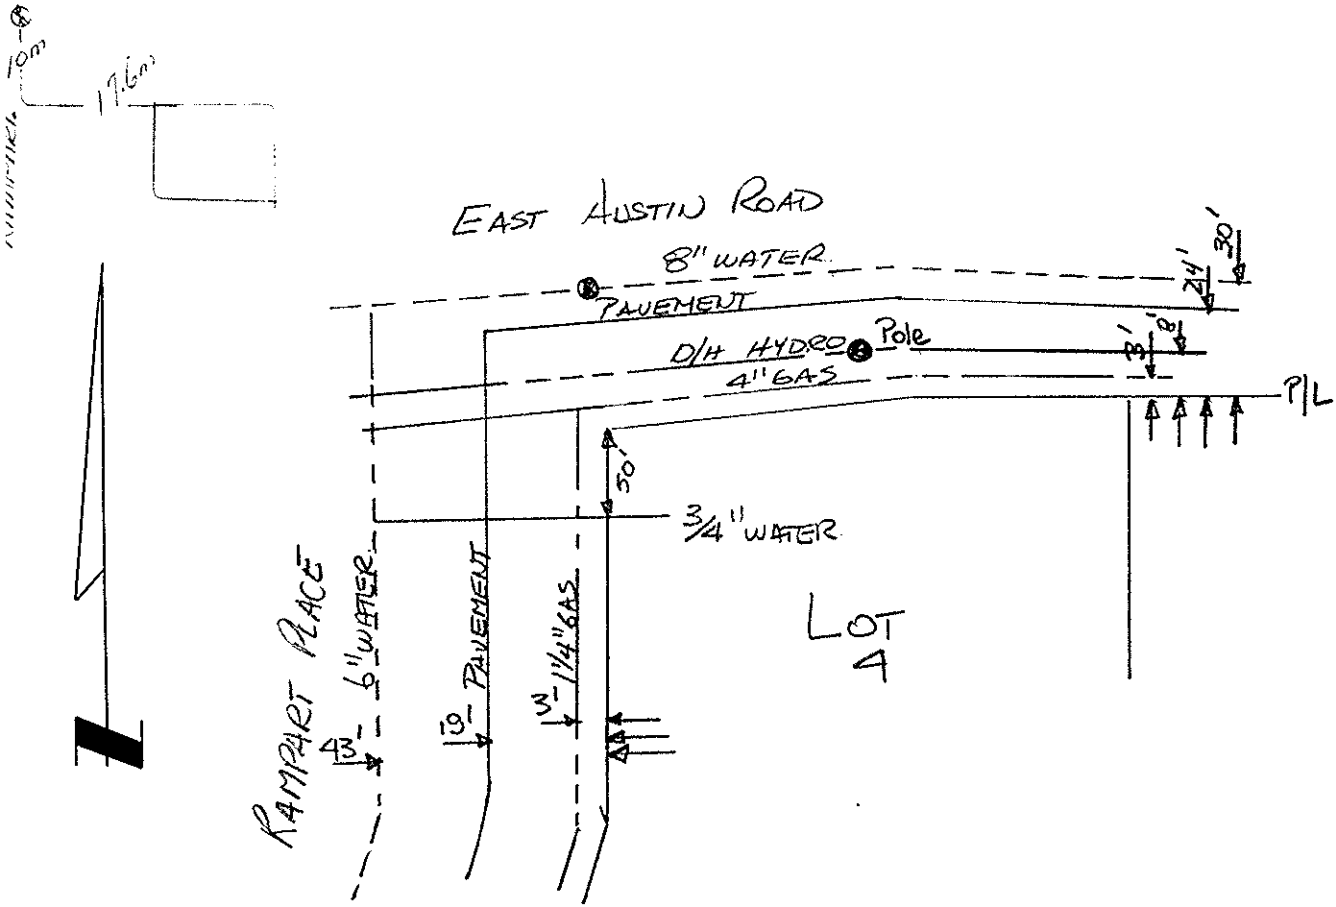 10m
17.6m
EAST AUSTIN ROAD
8" WATER
PAVEMENT
24'
30'
O/H HYDRO
Pole
4" GAS
3'
8'
P/L
50'
3/4" WATER
RAMPART PLACE
6" WATER
PAVEMENT
1 1/4" GAS
LOT
4
43'
19'
3'